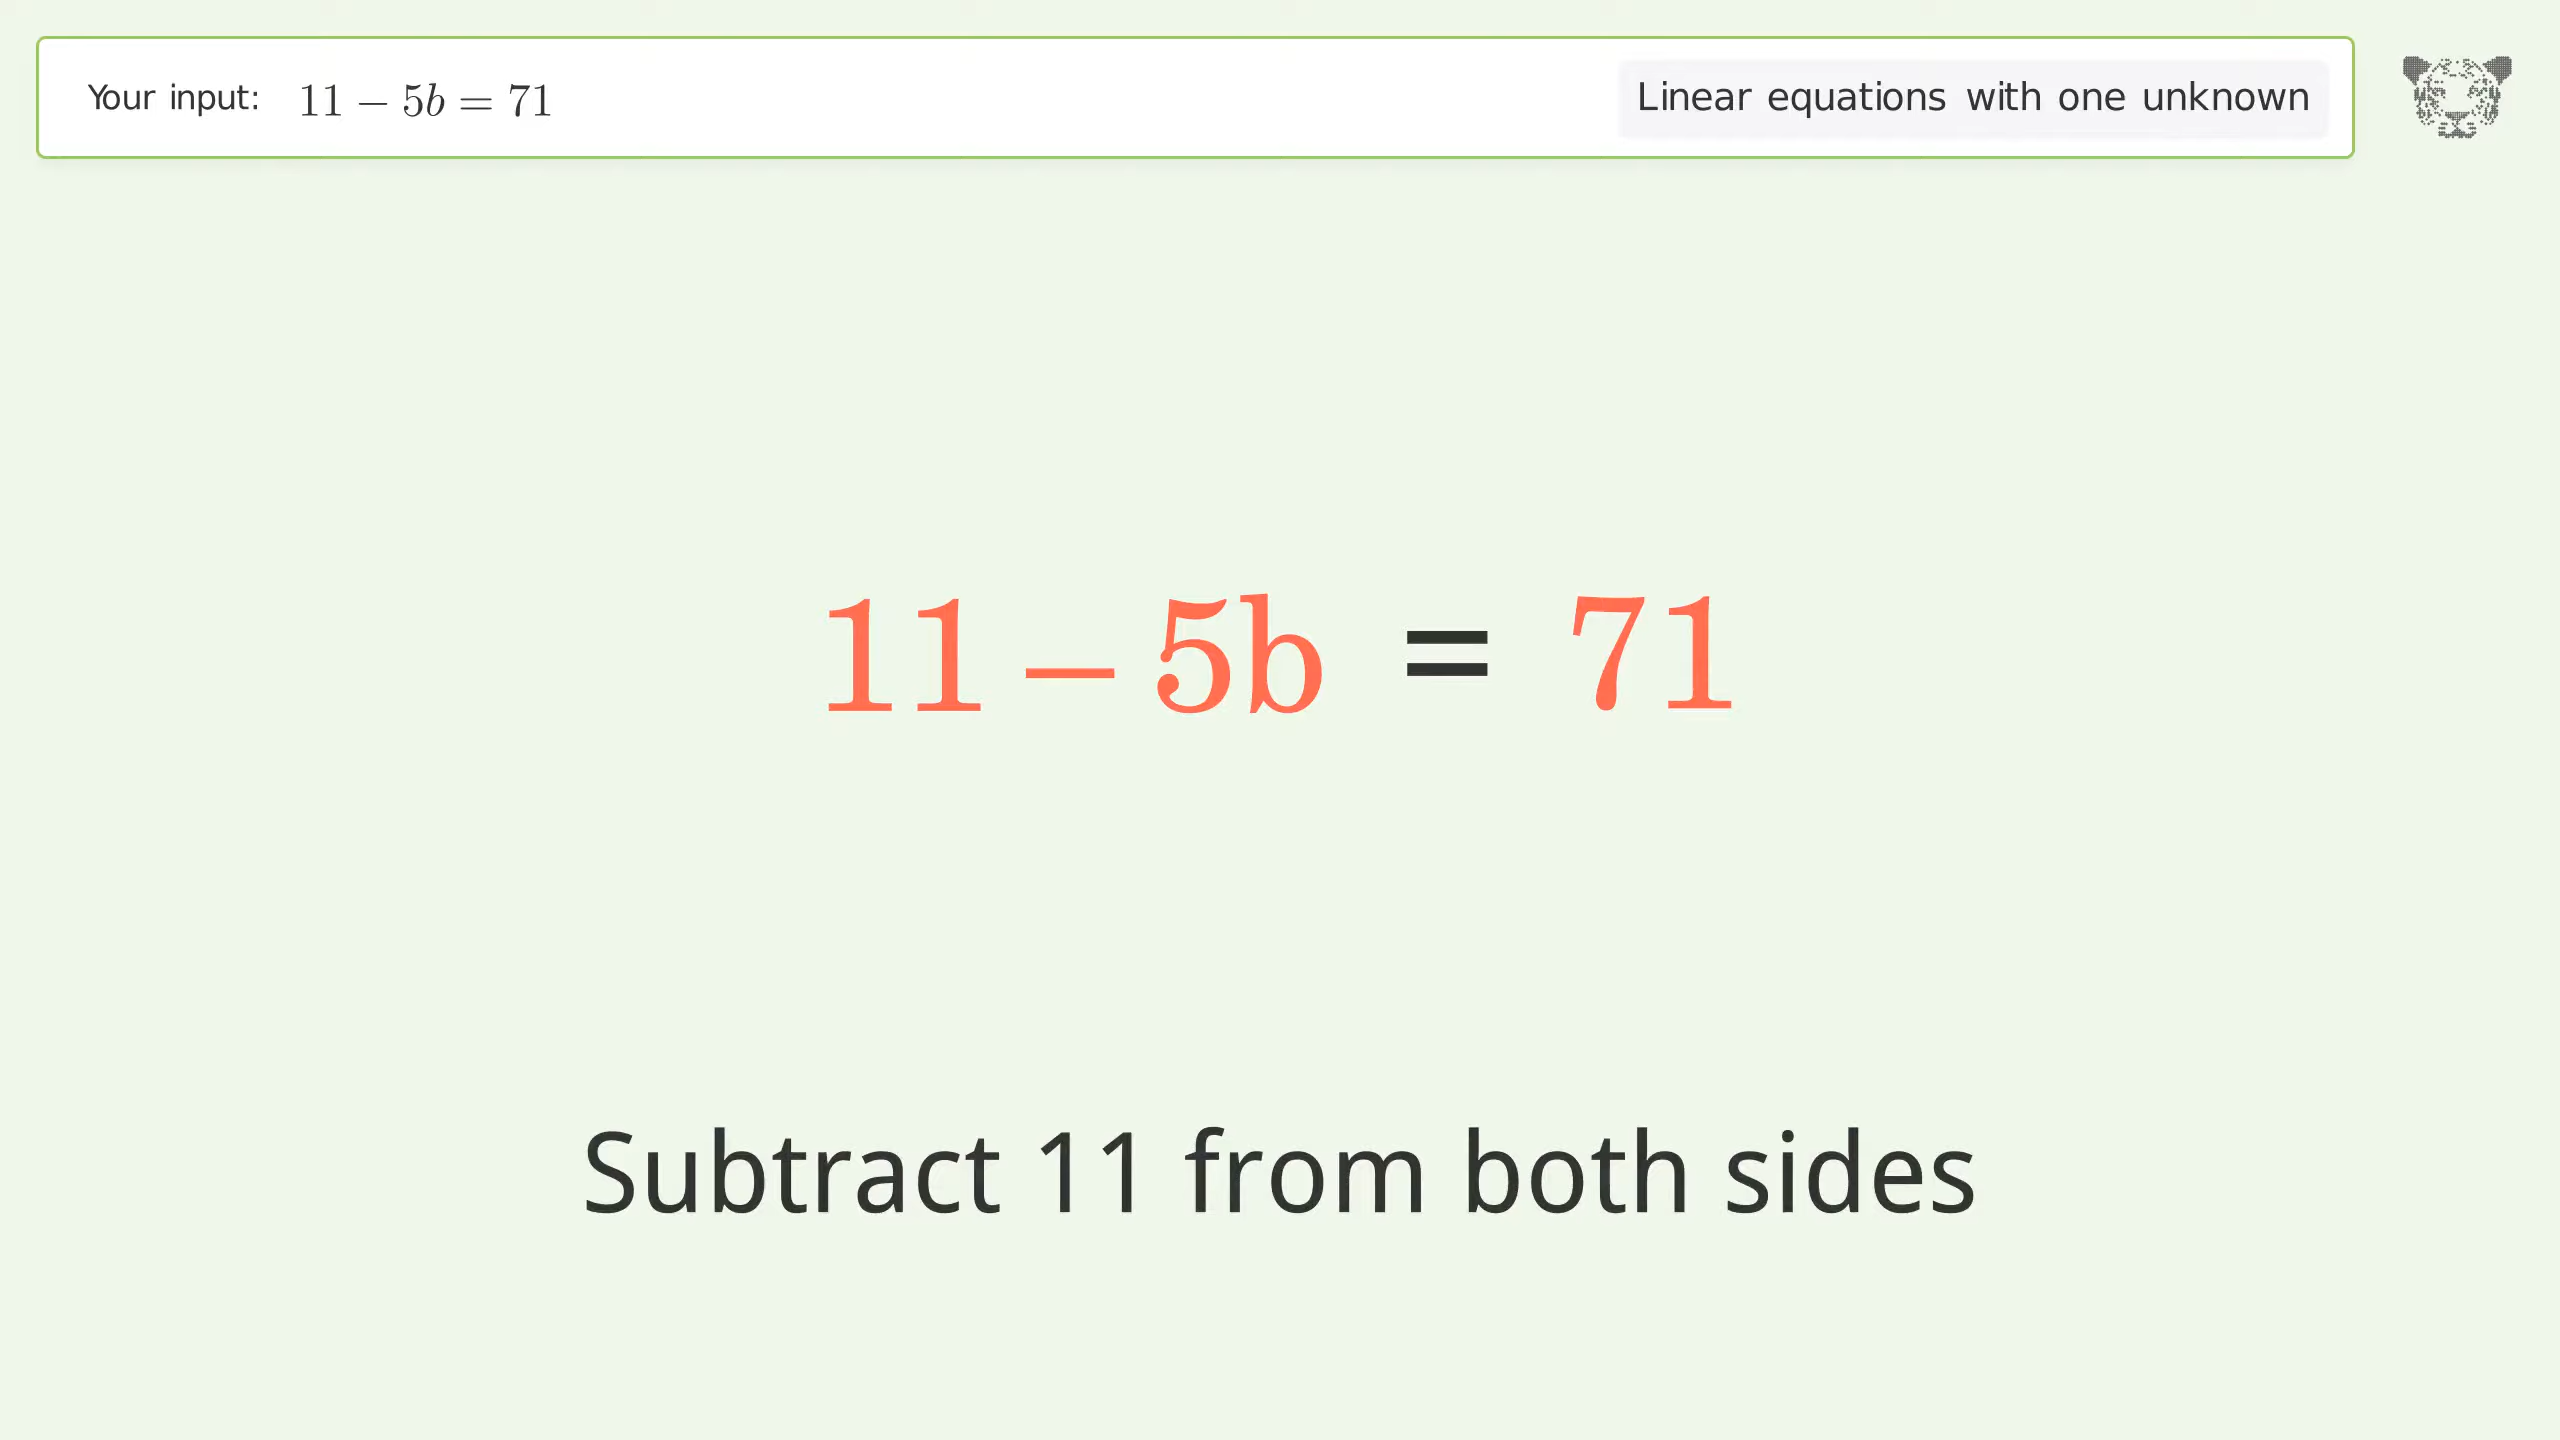 Your input: 11 − 5b = 71
Linear equations with one unknown
11 – 5b = 71
Subtract 11 from both sides